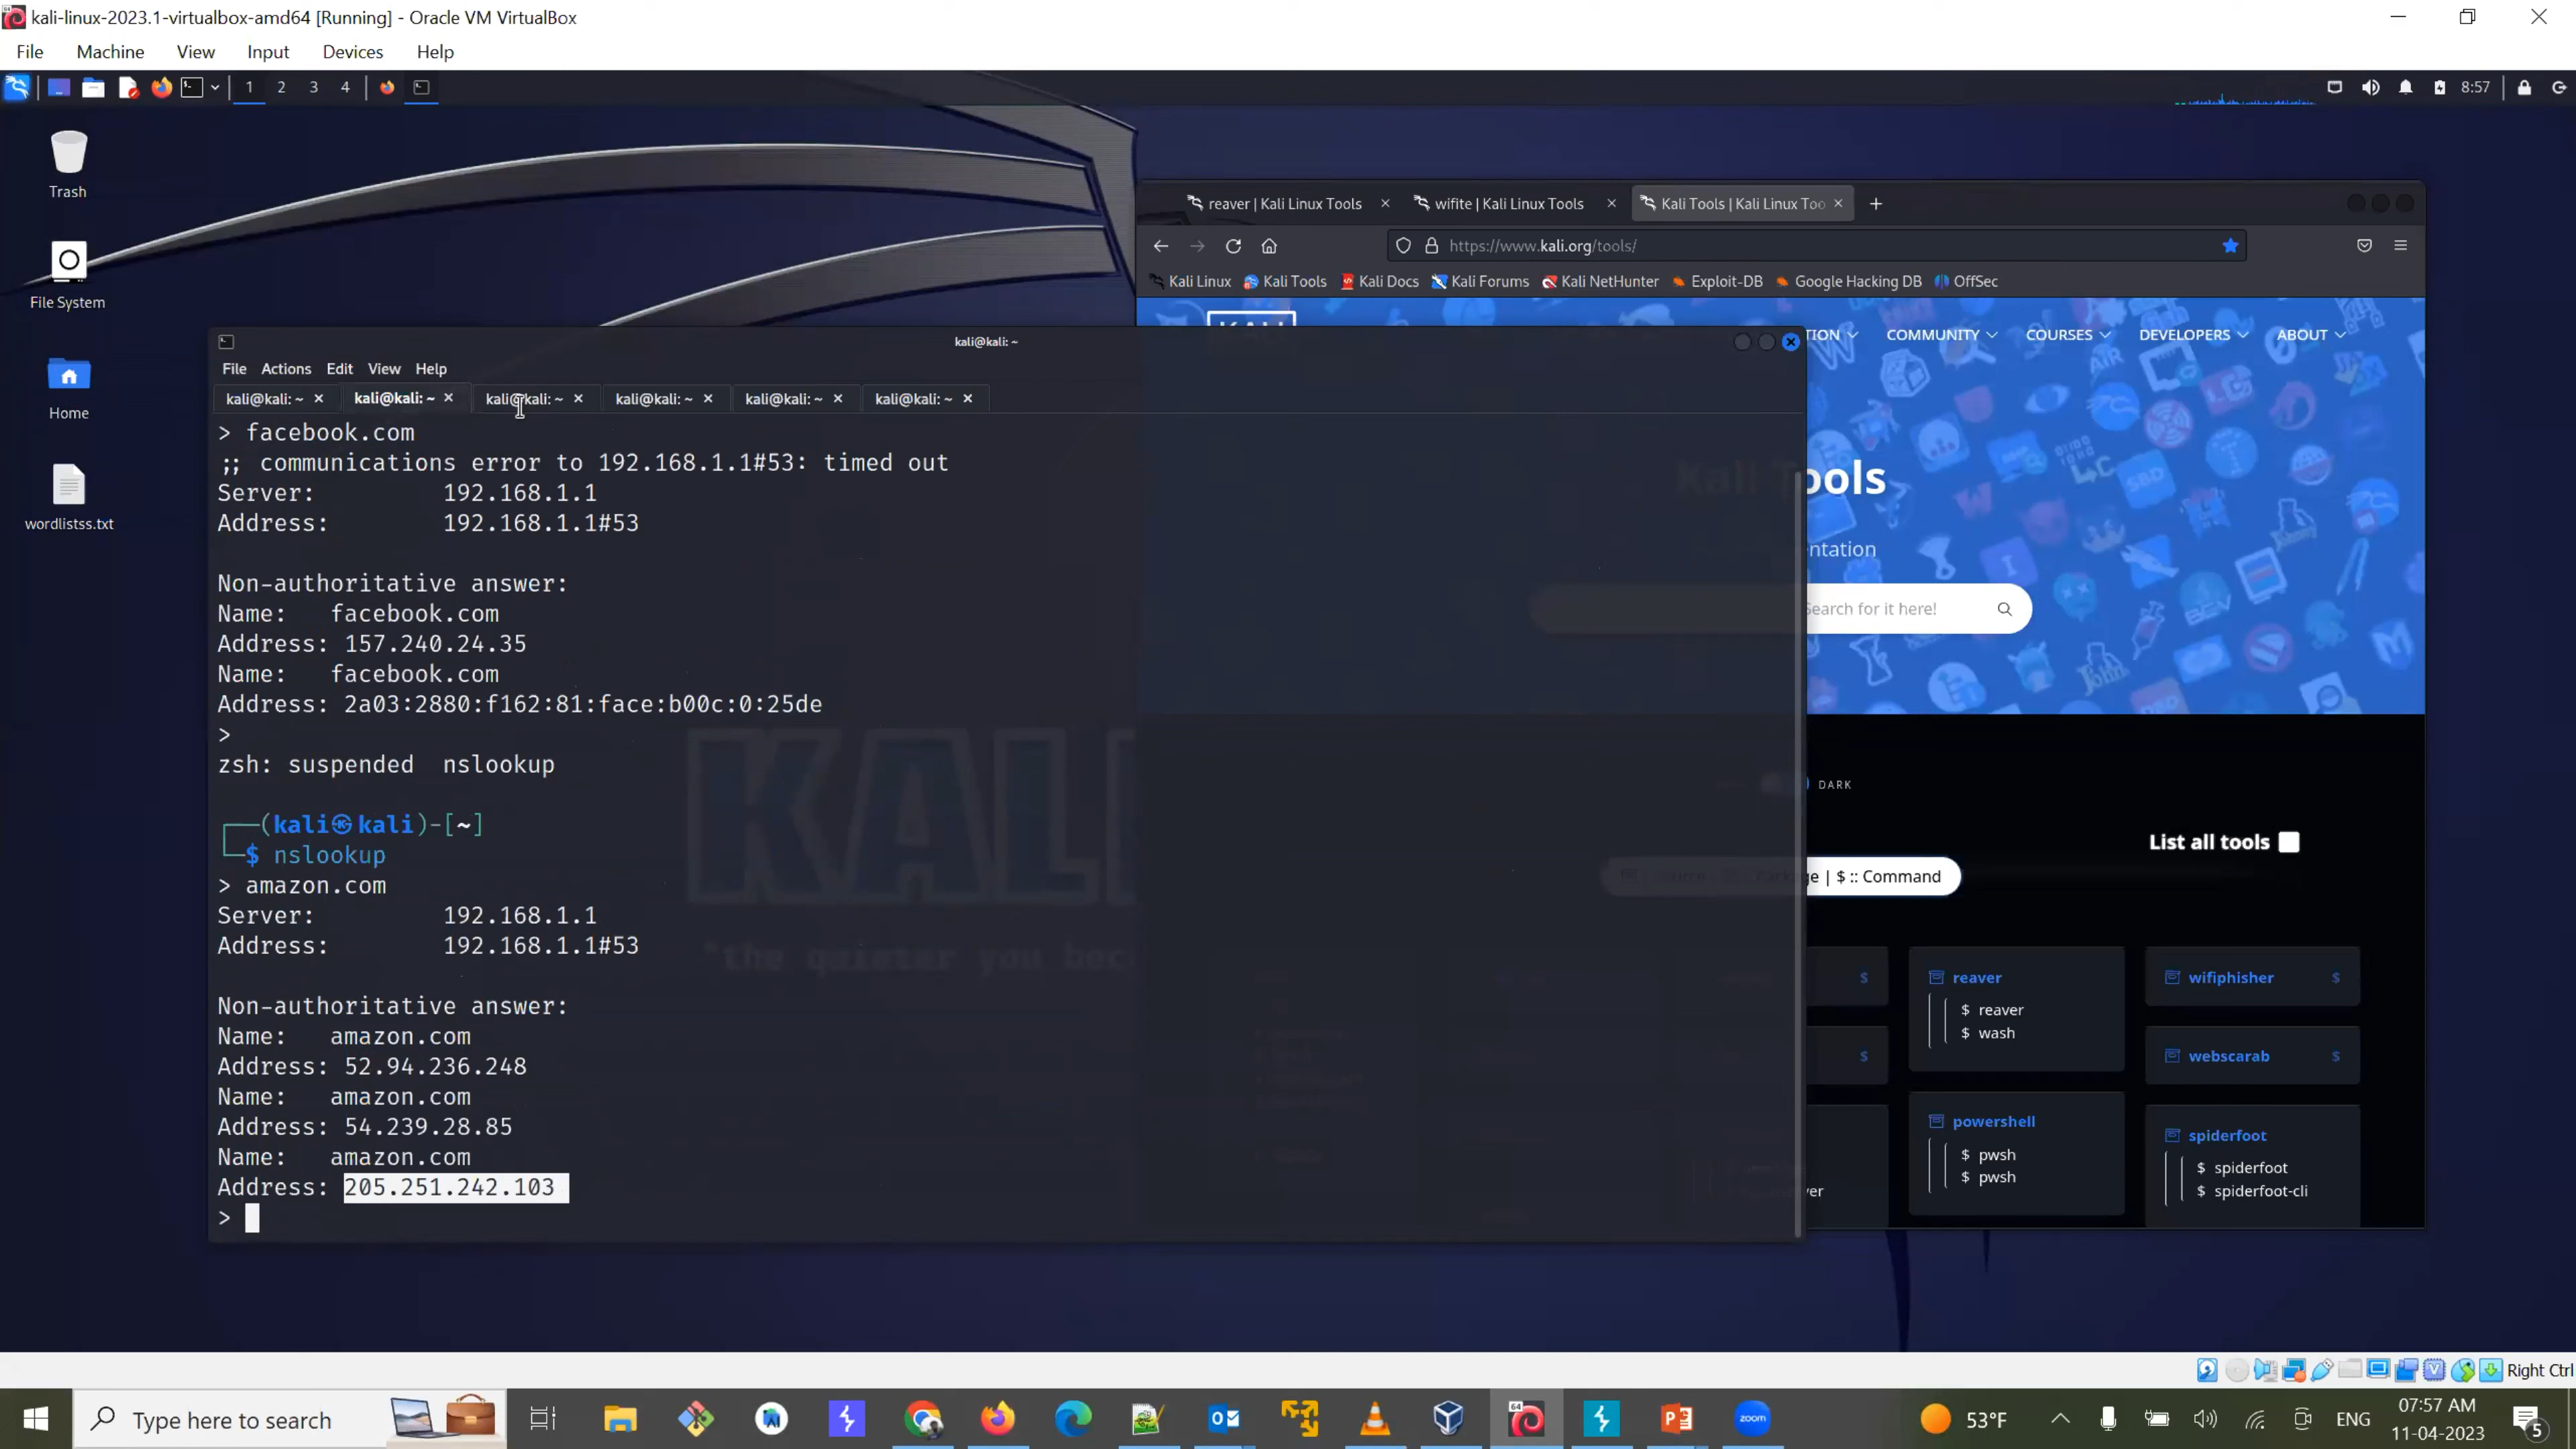 kali-linux-2023.1-virtualbox-amd64 [Running] - Oracle VM VirtualBox
File Machine View Input Devices Help
1 2 3 4 8:57
Trash
File System
Home
wordlistss.txt
reaver | Kali Linux Tools wifite | Kali Linux Tools Kali Tools | Kali Linux Too
https://www.kali.org/tools/
Kali Linux Kali Tools Kali Docs Kali Forums Kali NetHunter Exploit-DB Google Hacking DB OffSec
COMMUNITY COURSES DEVELOPERS ABOUT
Kali Tools
Search for it here!
DARK
List all tools
| $ :: Command
$
reaver
$ reaver
$ wash
wifiphisher $
$
webscarab $
powershell
$ pwsh
$ pwsh
spiderfoot
$ spiderfoot
$ spiderfoot-cli
kali@kali: ~
File Actions Edit View Help
kali@kali: ~ kali@kali: ~ kali@kali: ~ kali@kali: ~ kali@kali: ~ kali@kali: ~
> facebook.com
;; communications error to 192.168.1.1#53: timed out
Server: 192.168.1.1
Address: 192.168.1.1#53
Non-authoritative answer:
Name: facebook.com
Address: 157.240.24.35
Name: facebook.com
Address: 2a03:2880:f162:81:face:b00c:0:25de
>
zsh: suspended nslookup
(kali㉿kali)-[~]
$ nslookup
> amazon.com
Server: 192.168.1.1
Address: 192.168.1.1#53
Non-authoritative answer:
Name: amazon.com
Address: 52.94.236.248
Name: amazon.com
Address: 54.239.28.85
Name: amazon.com
Address: 205.251.242.103
>
KALI
"the quieter you bec
Right Ctrl
Type here to search
zoom
53°F
ENG
07:57 AM
11-04-2023
5